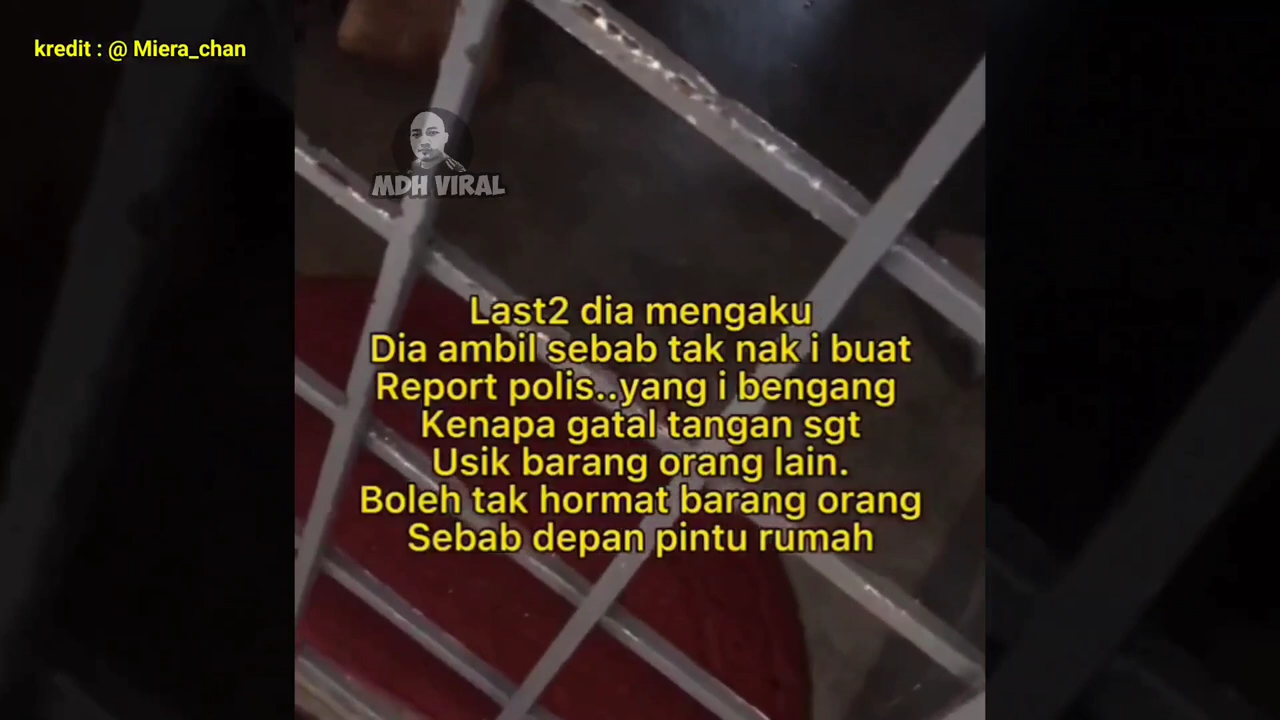 kredit : @ Miera_chan
MDH VIRAL
Last2 dia mengaku
Dia ambil sebab tak nak i buat
Report polis..yang i bengang
Kenapa gatal tangan sgt
Usik barang orang lain.
Boleh tak hormat barang orang
Sebab depan pintu rumah